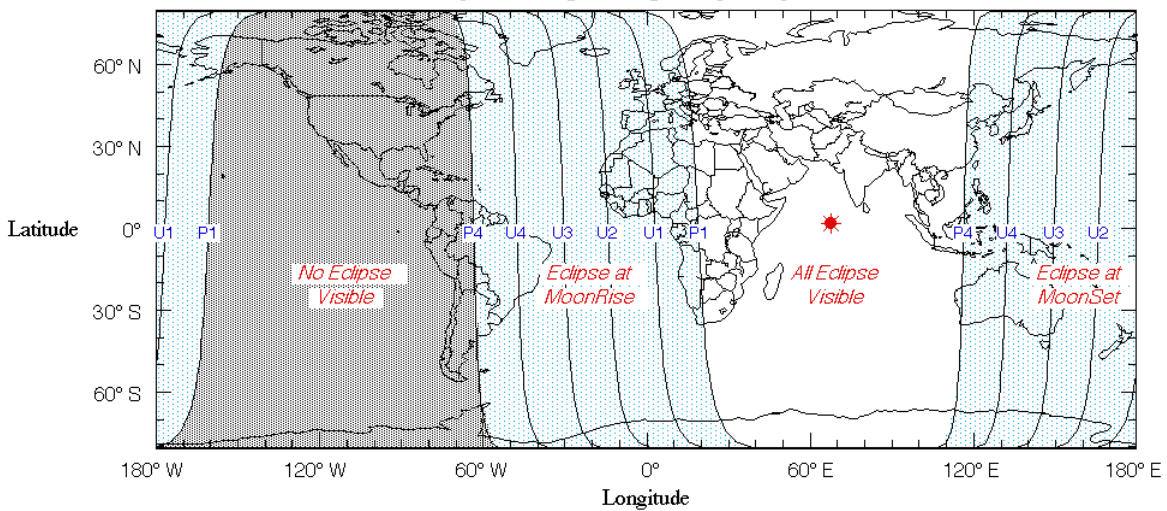 60° N
30° N
Latitude 0° U1 P1 P4 U4 U3 U2 U1 P1 P4 U4 U3 U2
No Eclipse Eclipse at All Eclipse Eclipse at
Visible MoonRise Visible MoonSet
30° S
60° S
180° W 120° W 60° W 0° 60° E 120° E 180° E
Longitude